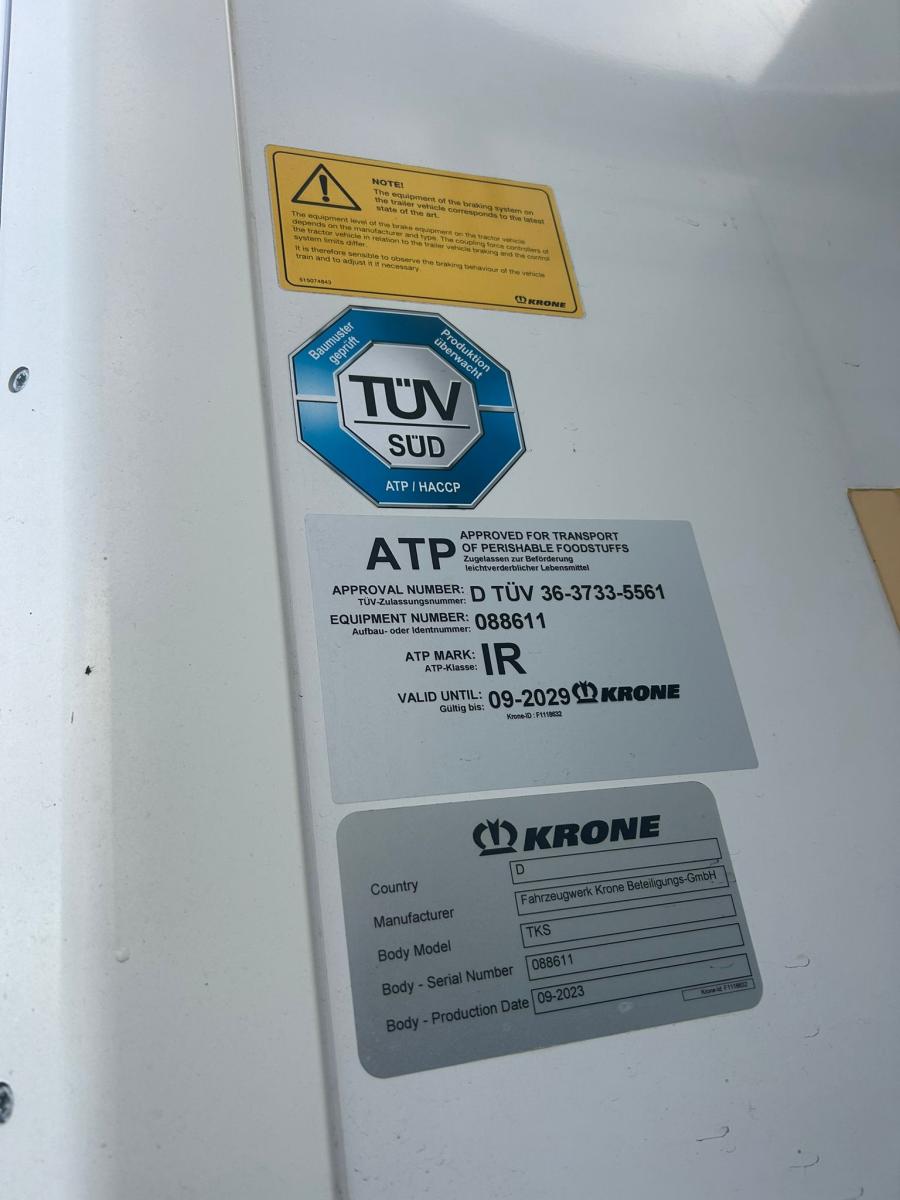 NOTE!
The equipment of the braking system on
the trailer vehicle corresponds to the latest
state of the art.
The equipment level of the brake equipment on the tractor vehicle
depends on the manufacturer and type. The coupling force controllers of
the tractor vehicle in relation to the trailer vehicle braking and the control
system limits differ.
It is therefore sensible to observe the braking behaviour of the vehicle
train and to adjust it if necessary.
515074843
KRONE
Baumuster
geprüft
Produktion
überwacht
TÜV
SÜD
ATP / HACCP
ATP
APPROVED FOR TRANSPORT
OF PERISHABLE FOODSTUFFS
Zugelassen zur Beförderung
leichtverderblicher Lebensmittel
APPROVAL NUMBER: D TÜV 36-3733-5561
TÜV-Zulassungsnummer:
EQUIPMENT NUMBER: 088611
Aufbau- oder Identnummer:
ATP MARK: IR
ATP-Klasse:
VALID UNTIL: 09-2029 KRONE
Gültig bis:
Krone-ID : F1118632
KRONE
Country D
Manufacturer Fahrzeugwerk Krone Beteiligungs-GmbH
Body Model TKS
Body - Serial Number 088611
Body - Production Date 09-2023
Krone-Id: F1118632